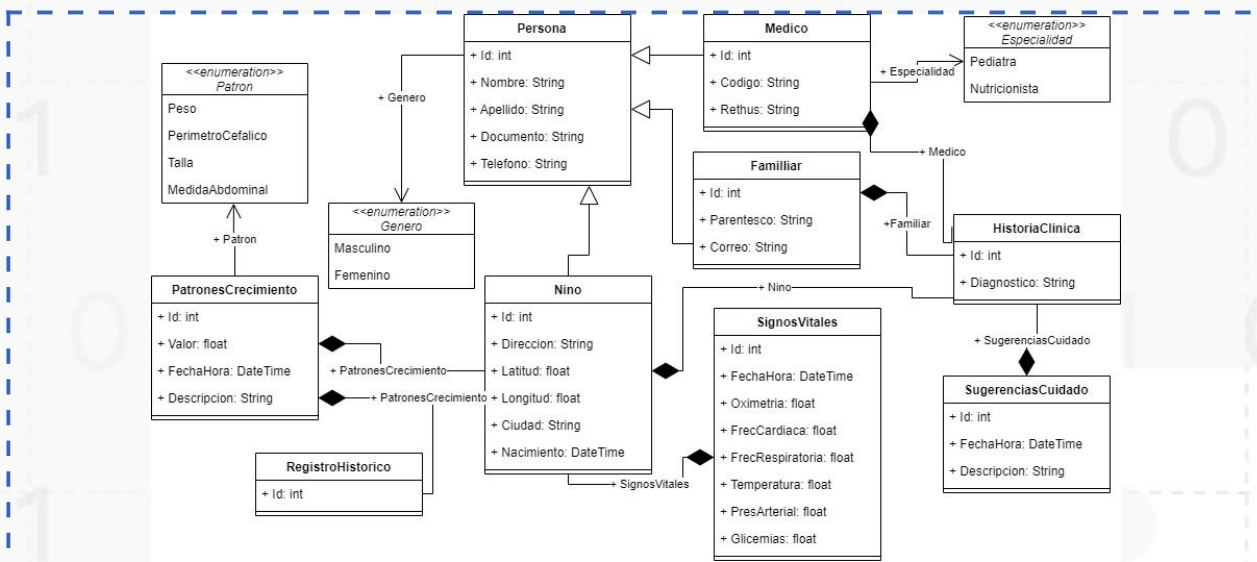 <<enumeration>>
Patron
Peso
PerimetroCefalico
Talla
MedidaAbdominal
+ Patron
Persona
+ Id: int
+ Nombre: String
+ Apellido: String
+ Documento: String
+ Telefono: String
+ Genero
<<enumeration>>
Genero
Masculino
Femenino
Medico
+ Id: int
+ Codigo: String
+ Rethus: String
+ Especialidad
<<enumeration>>
Especialidad
Pediatra
Nutricionista
+ Medico
Familliar
+ Id: int
+ Parentesco: String
+ Correo: String
+Familiar
HistoriaClinica
+ Id: int
+ Diagnostico: String
PatronesCrecimiento
+ Id: int
+ Valor: float
+ FechaHora: DateTime
+ Descripcion: String
+ PatronesCrecimiento
+ PatronesCrecimiento
Nino
+ Id: int
+ Direccion: String
+ Latitud: float
+ Longitud: float
+ Ciudad: String
+ Nacimiento: DateTime
+ Nino
SignosVitales
+ Id: int
+ FechaHora: DateTime
+ Oximetria: float
+ FrecCardiaca: float
+ FrecRespiratoria: float
+ Temperatura: float
+ PresArterial: float
+ Glicemias: float
+ SignosVitales
+ SugerenciasCuidado
SugerenciasCuidado
+ Id: int
+ FechaHora: DateTime
+ Descripcion: String
RegistroHistorico
+ Id: int
1
0
0
1
1